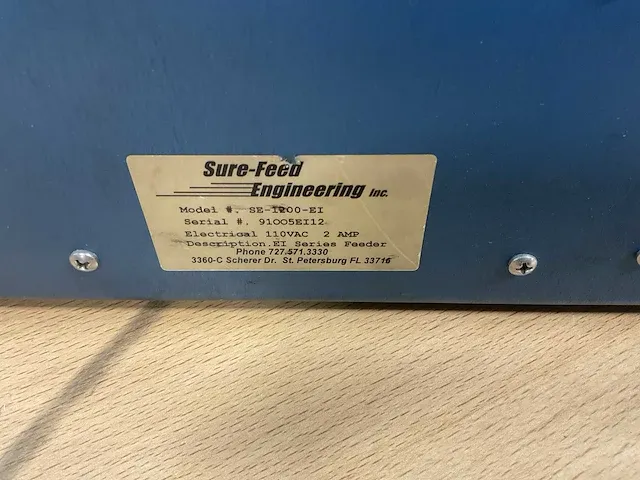 Sure-Feed
Engineering Inc.
Model #. SE-1200-EI
Serial #. 91005EI12
Electrical 110VAC 2 AMP
Description.EI Series Feeder
Phone 727.571.3330
3360-C Scherer Dr. St. Petersburg FL 33716